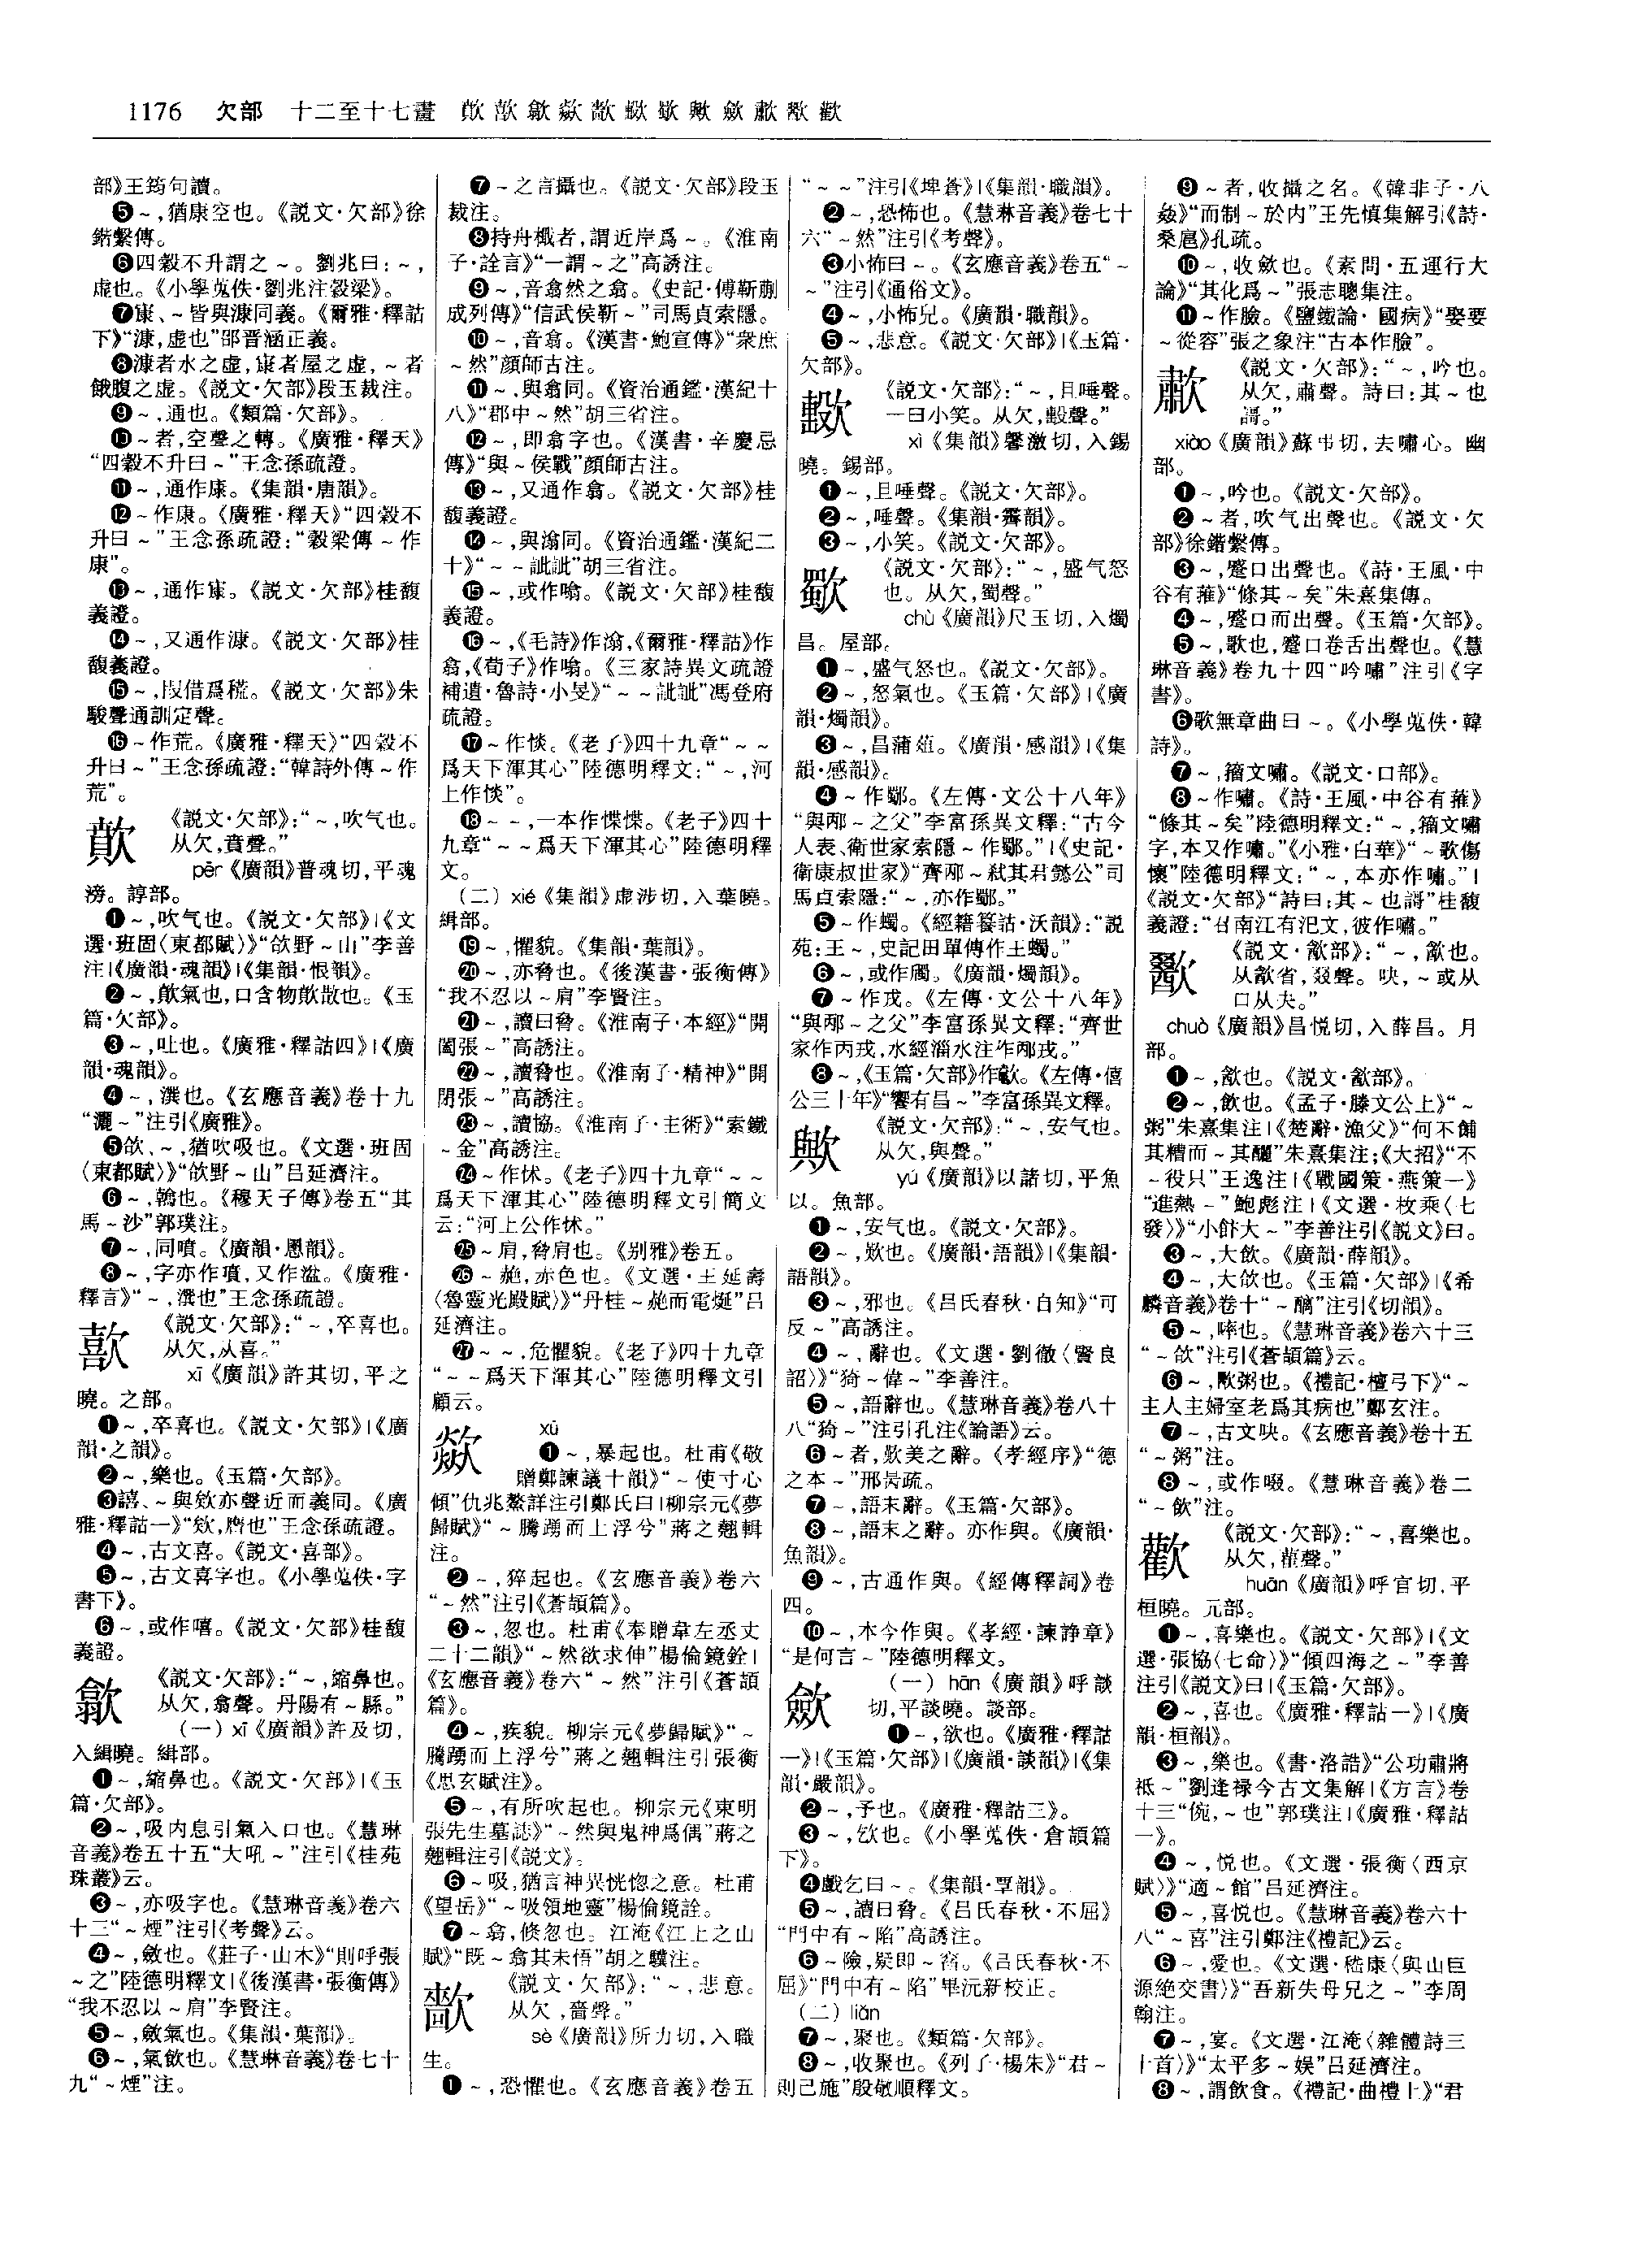 1176 欠部 十二至十七畫 歕歖歙歘歚歜歟歛歗歠歡
部》王筠句讀。
❺～,猶康空也。《説文·欠部》徐
鍇繫傳。
❻四穀不升謂之～。劉兆曰:～,
虚也。《小學蒐佚·劉兆注穀梁》。
❼㝩、～皆與漮同義。《爾雅·釋詁
下》“漮,虚也”邵晉涵正義。
❽漮者水之虚,㝩者屋之虚,～者
餓腹之虚。《説文·欠部》段玉裁注。
❾～,通也。《類篇·欠部》。
❿～者,空聲之轉。《廣雅·釋天》
“四穀不升曰～”王念孫疏證。
⓫～,通作康。《集韻·唐韻》。
⓬～作康。《廣雅·釋天》“四穀不
升曰～”王念孫疏證:“穀梁傳～作
康”。
⓭～,通作㝩。《説文·欠部》桂馥
義證。
⓮～,又通作漮。《説文·欠部》桂
馥義證。
⓯～,叚借爲䅣。《説文·欠部》朱
駿聲通訓定聲。
⓰～作荒。《廣雅·釋天》“四穀不
升曰～”王念孫疏證:“韓詩外傳～作
荒”。
歕 《説文·欠部》:“～,吹气也。
从欠,賁聲。”
pēn《廣韻》普魂切,平魂
滂。諄部。
❶～,吹气也。《説文·欠部》|《文
選·班固〈東都賦〉》“欱野～山”李善
注|《廣韻·魂韻》|《集韻·恨韻》。
❷～,歕氣也,口含物歕散也。《玉
篇·欠部》。
❸～,吐也。《廣雅·釋詁四》|《廣
韻·魂韻》。
❹～,潠也。《玄應音義》卷十九
“灑～”注引《廣雅》。
❺欱、～,猶吹吸也。《文選·班固
〈東都賦〉》“欱野～山”吕延濟注。
❻～,翰也。《穆天子傳》卷五“其
馬～沙”郭璞注。
❼～,同噴。《廣韻·慁韻》。
❽～,字亦作噴,又作湓。《廣雅·
釋言》“～,潠也”王念孫疏證。
歖 《説文·欠部》:“～,卒喜也。
从欠,从喜。”
xī《廣韻》許其切,平之
曉。之部。
❶～,卒喜也。《説文·欠部》|《廣
韻·之韻》。
❷～,樂也。《玉篇·欠部》。
❸譆、～與欸亦聲近而義同。《廣
雅·釋詁一》“欸,譍也”王念孫疏證。
❹～,古文喜。《説文·喜部》。
❺～,古文喜字也。《小學蒐佚·字
書下》。
❻～,或作嘻。《説文·欠部》桂馥
義證。
歙 《説文·欠部》:“～,縮鼻也。
从欠,翕聲。丹陽有～縣。”
(一)xī《廣韻》許及切,
入緝曉。緝部。
❶～,縮鼻也。《説文·欠部》|《玉
篇·欠部》。
❷～,吸内息引氣入口也。《慧琳
音義》卷五十五“大吼～”注引《桂苑
珠叢》云。
❸～,亦吸字也。《慧琳音義》卷六
十三“～煙”注引《考聲》云。
❹～,斂也。《莊子·山木》“則呼張
～之”陸德明釋文|《後漢書·張衡傳》
“我不忍以～肩”李賢注。
❺～,斂氣也。《集韻·葉韻》。
❻～,氣飲也。《慧琳音義》卷七十
九“～煙”注。
❼～之言攝也。《説文·欠部》段玉
裁注。
❽持舟檝者,謂近岸爲～。《淮南
子·詮言》“一謂～之”高誘注。
❾～,音翕然之翕。《史記·傅靳蒯
成列傳》“信武侯靳～”司馬貞索隱。
❿～,音翕。《漢書·鮑宣傳》“衆庶
～然”顔師古注。
⓫～,與翕同。《資治通鑑·漢紀十
八》“郡中～然”胡三省注。
⓬～,即翕字也。《漢書·辛慶忌
傳》“與～侯戰”顔師古注。
⓭～,又通作翕。《説文·欠部》桂
馥義證。
⓮～,與潝同。《資治通鑑·漢紀二
十》“～～訿訿”胡三省注。
⓯～,或作噏。《説文·欠部》桂馥
義證。
⓰～,《毛詩》作潝,《爾雅·釋詁》作
翕,《荀子》作噏。《三家詩異文疏證
補遺·魯詩·小旻》“～～訿訿”馮登府
疏證。
⓱～作惔。《老子》四十九章“～～
爲天下渾其心”陸德明釋文:“～,河
上作惔”。
⓲～～,一本作惵惵。《老子》四十
九章“～～爲天下渾其心”陸德明釋
文。
(二)xié《集韻》虚涉切,入葉曉。
緝部。
⓳～,懼貌。《集韻·葉韻》。
⓴～,亦脅也。《後漢書·張衡傳》
“我不忍以～肩”李賢注。
㉑～,讀曰脅。《淮南子·本經》“開
闔張～”高誘注。
㉒～,讀脅也。《淮南子·精神》“開
閉張～”高誘注。
㉓～,讀協。《淮南子·主術》“索鐵
～金”高誘注。
㉔～作怵。《老子》四十九章“～～
爲天下渾其心”陸德明釋文引簡文
云:“河上公作怵。”
㉕～肩,脅肩也。《别雅》卷五。
㉖～赩,赤色也。《文選·王延壽
〈魯靈光殿賦〉》“丹柱～赩而電烻”吕
延濟注。
㉗～～,危懼貌。《老子》四十九章
“～～爲天下渾其心”陸德明釋文引
顧云。
歘 xū
❶～,暴起也。杜甫《敬
贈鄭諫議十韻》“～使寸心
傾”仇兆鰲詳注引鄭氏曰|柳宗元《夢
歸賦》“～騰踴而上浮兮”蔣之翹輯
注。
❷～,猝起也。《玄應音義》卷六
“～然”注引《蒼頡篇》。
❸～,忽也。杜甫《奉贈韋左丞丈
二十二韻》“～然欲求伸”楊倫鏡銓|
《玄應音義》卷六“～然”注引《蒼頡
篇》。
❹～,疾貌。柳宗元《夢歸賦》“～
騰踴而上浮兮”蔣之翹輯注引張衡
《思玄賦注》。
❺～,有所吹起也。柳宗元《東明
張先生墓誌》“～然與鬼神爲偶”蔣之
翹輯注引《説文》。
❻～吸,猶言神異恍惚之意。杜甫
《望岳》“～吸領地靈”楊倫鏡詮。
❼～翕,倏忽也。江淹《江上之山
賦》“既～翕其未悟”胡之驥注。
歚 《説文·欠部》:“～,悲意。
从欠,嗇聲。”
sè《廣韻》所力切,入職
生。
❶～,恐懼也。《玄應音義》卷五
“～～”注引《埤蒼》|《集韻·職韻》。
❷～,恐怖也。《慧琳音義》卷七十
六“～然”注引《考聲》。
❸小怖曰～。《玄應音義》卷五“～
～”注引《通俗文》。
❹～,小怖皃。《廣韻·職韻》。
❺～,悲意。《説文·欠部》|《玉篇·
欠部》。
《説文·欠部》:“～,且唾聲。
一曰小笑。从欠,毄聲。”
xì《集韻》馨激切,入錫
曉。錫部。
❶～,且唾聲。《説文·欠部》。
❷～,唾聲。《集韻·霽韻》。
❸～,小笑。《説文·欠部》。
歜 《説文·欠部》:“～,盛气怒
也。从欠,蜀聲。”
chù《廣韻》尺玉切,入燭
昌。屋部。
❶～,盛气怒也。《説文·欠部》。
❷～,怒氣也。《玉篇·欠部》|《廣
韻·燭韻》。
❸～,昌蒲葅。《廣韻·感韻》|《集
韻·感韻》。
❹～作鄐。《左傳·文公十八年》
“與邴～之父”李富孫異文釋:“古今
人表、衛世家索隱～作鄐。”|《史記·
衛康叔世家》“齊邴～弑其君懿公”司
馬貞索隱:“～,亦作鄐。”
❺～作蠋。《經籍籑詁·沃韻》:“説
苑:王～,史記田單傳作王蠋。”
❻～,或作斶。《廣韻·燭韻》。
❼～作戎。《左傳·文公十八年》
“與邴～之父”李富孫異文釋:“齊世
家作丙戎,水經淄水注作邴戎。”
❽～,《玉篇·欠部》作歜。《左傳·僖
公三十年》“饗有昌～”李富孫異文釋。
歟 《説文·欠部》:“～,安气也。
从欠,與聲。”
yú《廣韻》以諸切,平魚
以。魚部。
❶～,安气也。《説文·欠部》。
❷～,歎也。《廣韻·語韻》|《集韻·
語韻》。
❸～,邪也。《吕氏春秋·自知》“可
反～”高誘注。
❹～,辭也。《文選·劉徹〈賢良
詔〉》“猗～偉～”李善注。
❺～,語辭也。《慧琳音義》卷八十
八“猗～”注引孔注《論語》云。
❻～者,歎美之辭。《孝經序》“德
之本～”邢昺疏。
❼～,語末辭。《玉篇·欠部》。
❽～,語末之辭。亦作與。《廣韻·
魚韻》。
❾～,古通作與。《經傳釋詞》卷
四。
❿～,本今作與。《孝經·諫諍章》
“是何言～”陸德明釋文。
歛 (一)hān《廣韻》呼談
切,平談曉。談部。
❶～,欲也。《廣雅·釋詁
一》|《玉篇·欠部》|《廣韻·談韻》|《集
韻·嚴韻》。
❷～,予也。《廣雅·釋詁三》。
❸～,欦也。《小學蒐佚·倉頡篇
下》。
❹戲乞曰～。《集韻·覃韻》。
❺～,讀曰脅。《吕氏春秋·不屈》
“門中有～陷”高誘注。
❻～險,疑即～窞。《吕氏春秋·不
屈》“門中有～陷”畢沅新校正。
(二)liǎn
❼～,聚也。《類篇·欠部》。
❽～,收聚也。《列子·楊朱》“君～
則己施”殷敬順釋文。
❾～者,收攝之名。《韓非子·八
姦》“而制～於内”王先慎集解引《詩·
桑扈》孔疏。
❿～,收斂也。《素問·五運行大
論》“其化爲～”張志聰集注。
⓫～作臉。《鹽鐵論·國病》“娶要
～從容”張之象注“古本作臉”。
歗 《説文·欠部》:“～,吟也。
从欠,肅聲。詩曰:其～也
謌。”
xiào《廣韻》蘇弔切,去嘯心。幽
部。
❶～,吟也。《説文·欠部》。
❷～者,吹气出聲也。《説文·欠
部》徐鍇繫傳。
❸～,蹙口出聲也。《詩·王風·中
谷有蓷》“條其～矣”朱熹集傳。
❹～,蹙口而出聲。《玉篇·欠部》。
❺～,歌也,蹙口卷舌出聲也。《慧
琳音義》卷九十四“吟嘯”注引《字
書》。
❻歌無章曲曰～。《小學蒐佚·韓
詩》。
❼～,籀文嘯。《説文·口部》。
❽～作嘯。《詩·王風·中谷有蓷》
“條其～矣”陸德明釋文:“～,籀文嘯
字,本又作嘯。”《小雅·白華》“～歌傷
懷”陸德明釋文:“～,本亦作嘯。”|
《説文·欠部》“詩曰:其～也謌”桂馥
義證:“召南江有汜文,彼作嘯。”
歠 《説文·㱃部》:“～,㱃也。
从㱃省,叕聲。吷,～或从
口从夬。”
chuò《廣韻》昌悦切,入薛昌。月
部。
❶～,㱃也。《説文·㱃部》。
❷～,飲也。《孟子·滕文公上》“～
粥”朱熹集注|《楚辭·漁父》“何不餔
其糟而～其釃”朱熹集注;《大招》“不
～役只”王逸注|《戰國策·燕策一》
“進熱～”鮑彪注|《文選·枚乘〈七
發〉》“小飰大～”李善注引《説文》曰。
❸～,大飲。《廣韻·薛韻》。
❹～,大欱也。《玉篇·欠部》|《希
麟音義》卷十“～醨”注引《切韻》。
❺～,啐也。《慧琳音義》卷六十三
“～欱”注引《蒼頡篇》云。
❻～,歠粥也。《禮記·檀弓下》“～
主人主婦室老爲其病也”鄭玄注。
❼～,古文吷。《玄應音義》卷十五
“～粥”注。
❽～,或作啜。《慧琳音義》卷二
“～飲”注。
歡 《説文·欠部》:“～,喜樂也。
从欠,雚聲。”
huān《廣韻》呼官切,平
桓曉。元部。
❶～,喜樂也。《説文·欠部》|《文
選·張協〈七命〉》“傾四海之～”李善
注引《説文》曰|《玉篇·欠部》。
❷～,喜也。《廣雅·釋詁一》|《廣
韻·桓韻》。
❸～,樂也。《書·洛誥》“公功肅將
祗～”劉逢禄今古文集解|《方言》卷
十三“㛂,～也”郭璞注|《廣雅·釋詁
一》。
❹～,悦也。《文選·張衡〈西京
賦〉》“適～館”吕延濟注。
❺～,喜悦也。《慧琳音義》卷六十
八“～喜”注引鄭注《禮記》云。
❻～,愛也。《文選·嵇康〈與山巨
源絶交書〉》“吾新失母兄之～”李周
翰注。
❼～,宴。《文選·江淹〈雜體詩三
十首〉》“太平多～娱”吕延濟注。
❽～,謂飲食。《禮記·曲禮上》“君